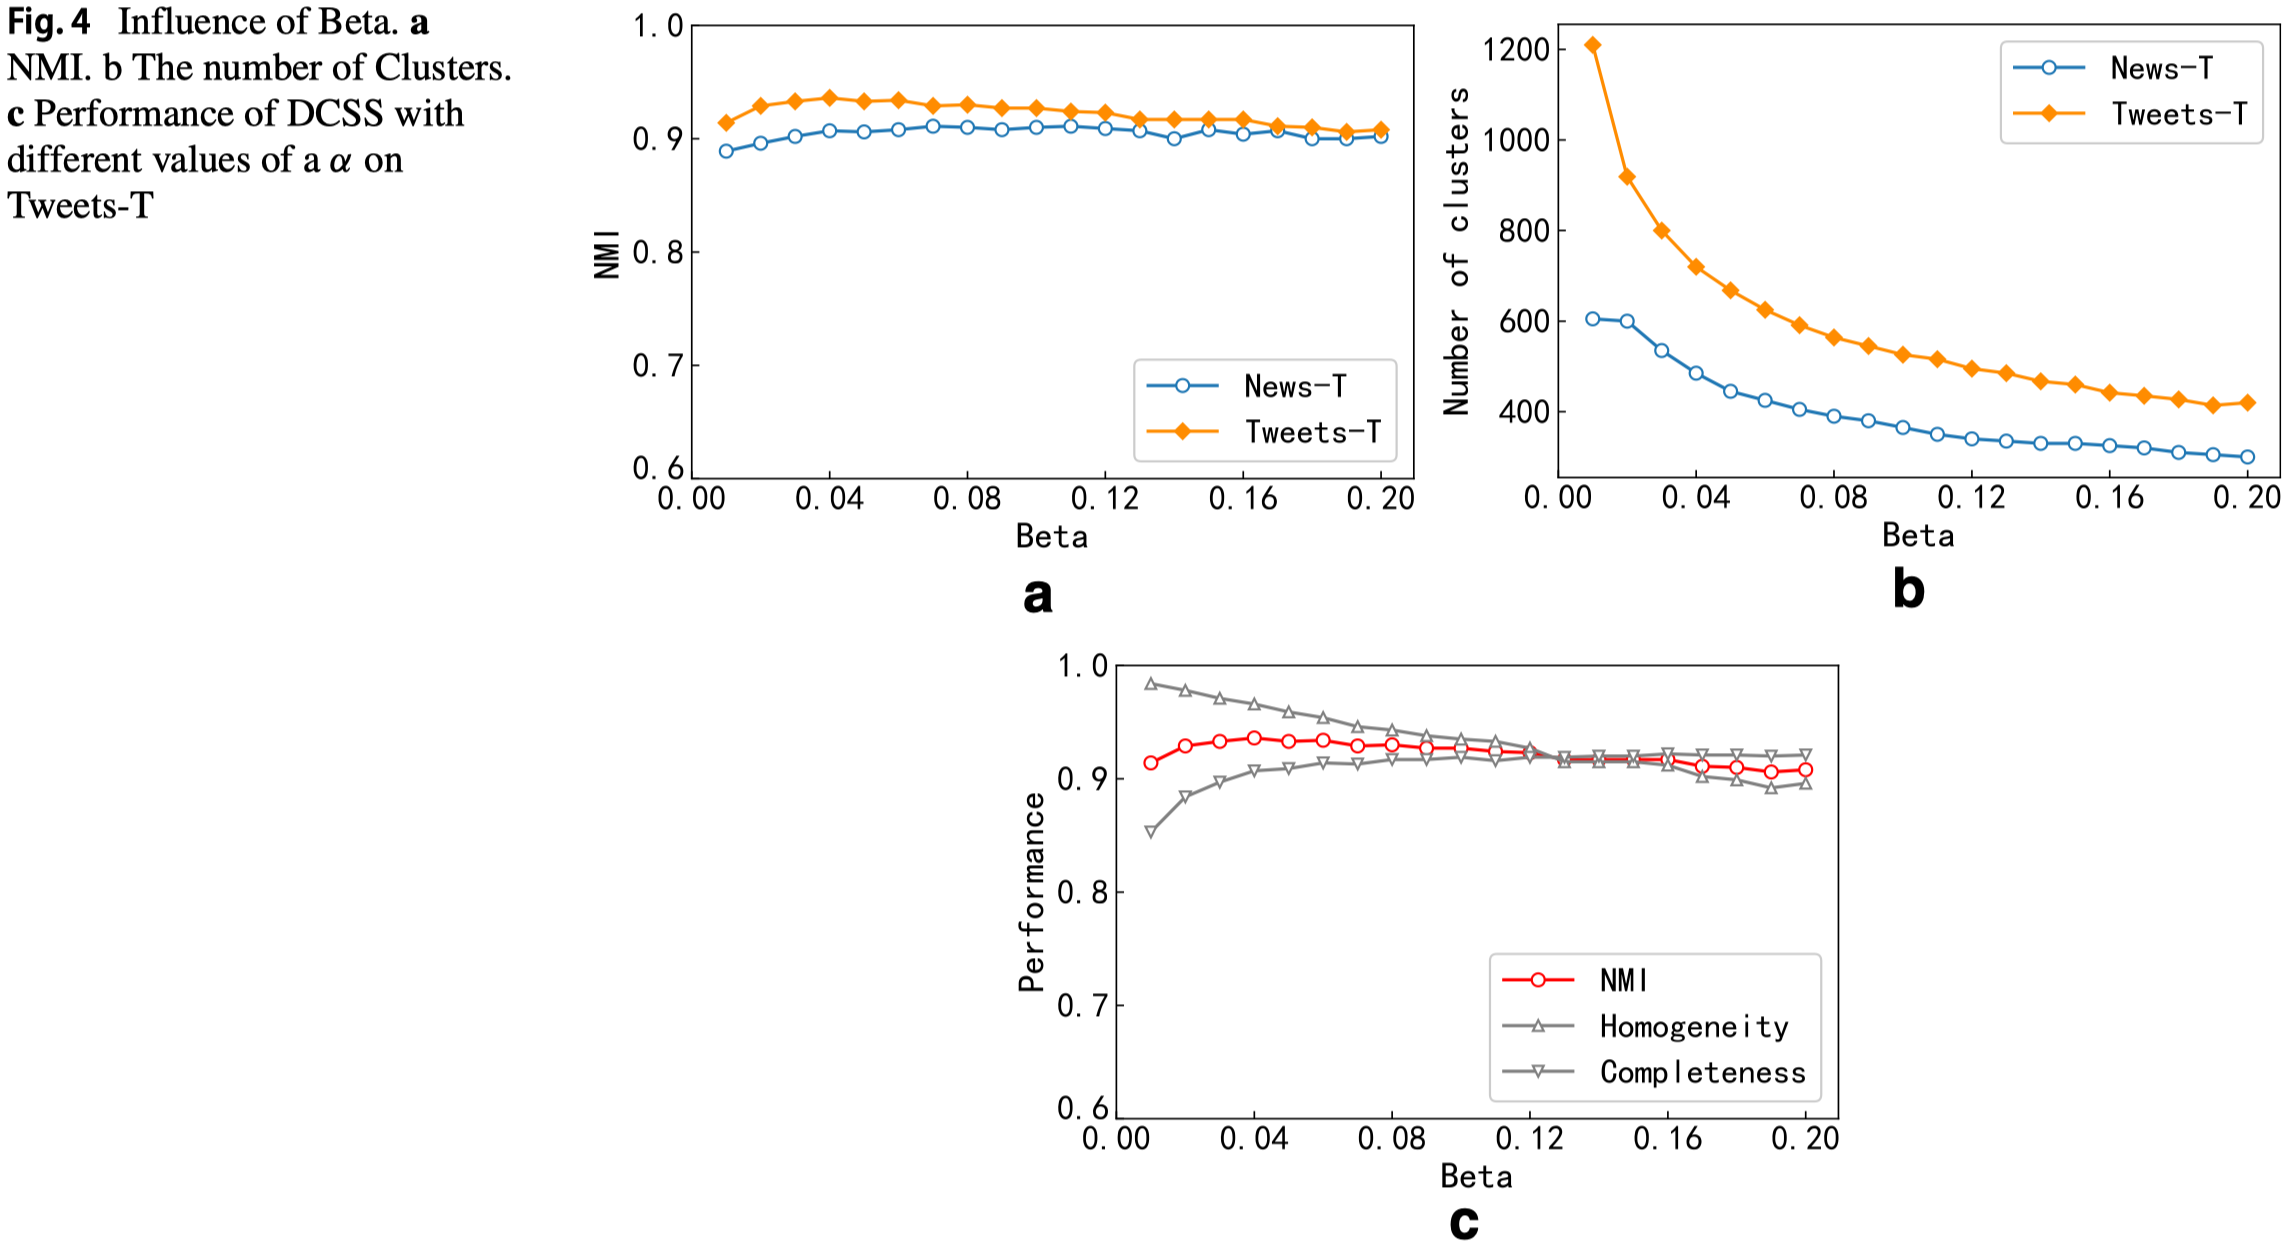 Fig. 4 Influence of Beta. a
NMI. b The number of Clusters.
c Performance of DCSS with
different values of a α on
Tweets-T
1.0
0.9
0.8
0.7
0.6
NMI
0.00 0.04 0.08 0.12 0.16 0.20
Beta
News-T
Tweets-T
a
1200
1000
800
600
400
Number of clusters
0.00 0.04 0.08 0.12 0.16 0.20
Beta
News-T
Tweets-T
b
1.0
0.9
0.8
0.7
0.6
Performance
0.00 0.04 0.08 0.12 0.16 0.20
Beta
NMI
Homogeneity
Completeness
c